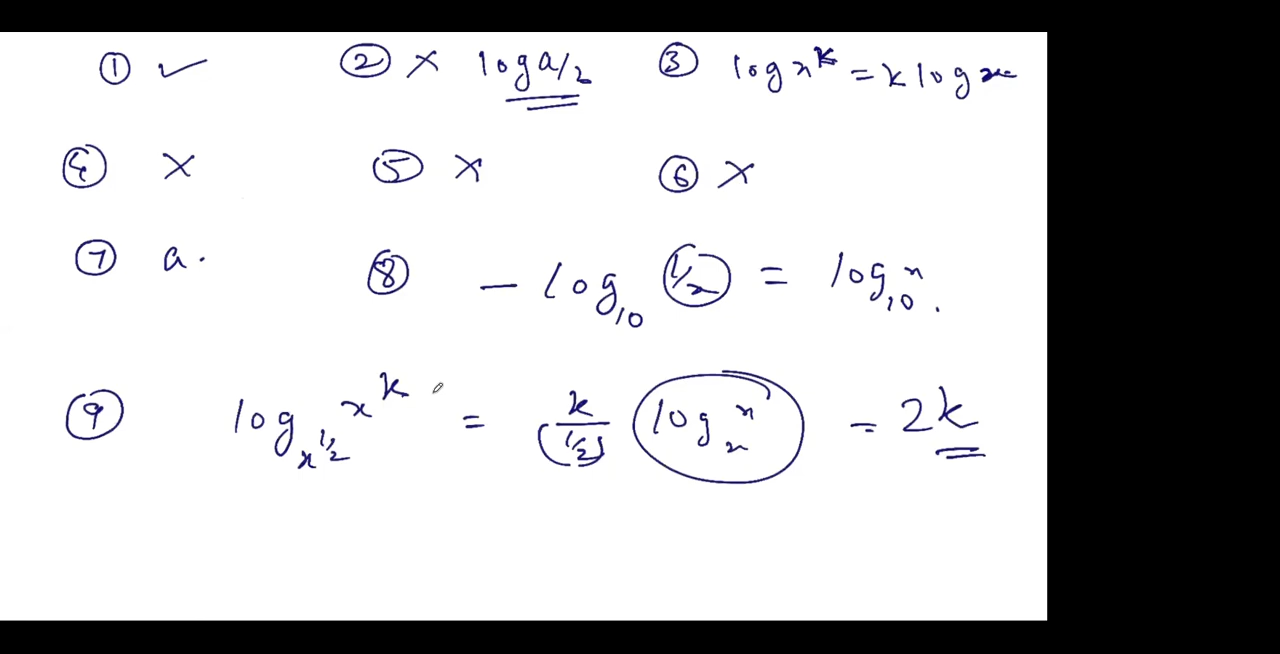 ① ✓ ② × log a/2 ③ log x^k = k log x
④ × ⑤ × ⑥ ×
⑦ a. ⑧ – log₁₀ (1/x) = log₁₀ x.
⑨ log_{x^{1/2}} x^k = k/(1/2) log_x x = 2k